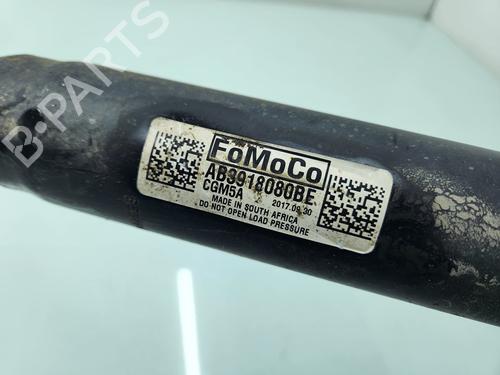 B-PARTS
FoMoCo
AB3918080BE
CGM5A 2017.09.30
MADE IN SOUTH AFRICA
DO NOT OPEN LOAD PRESSURE